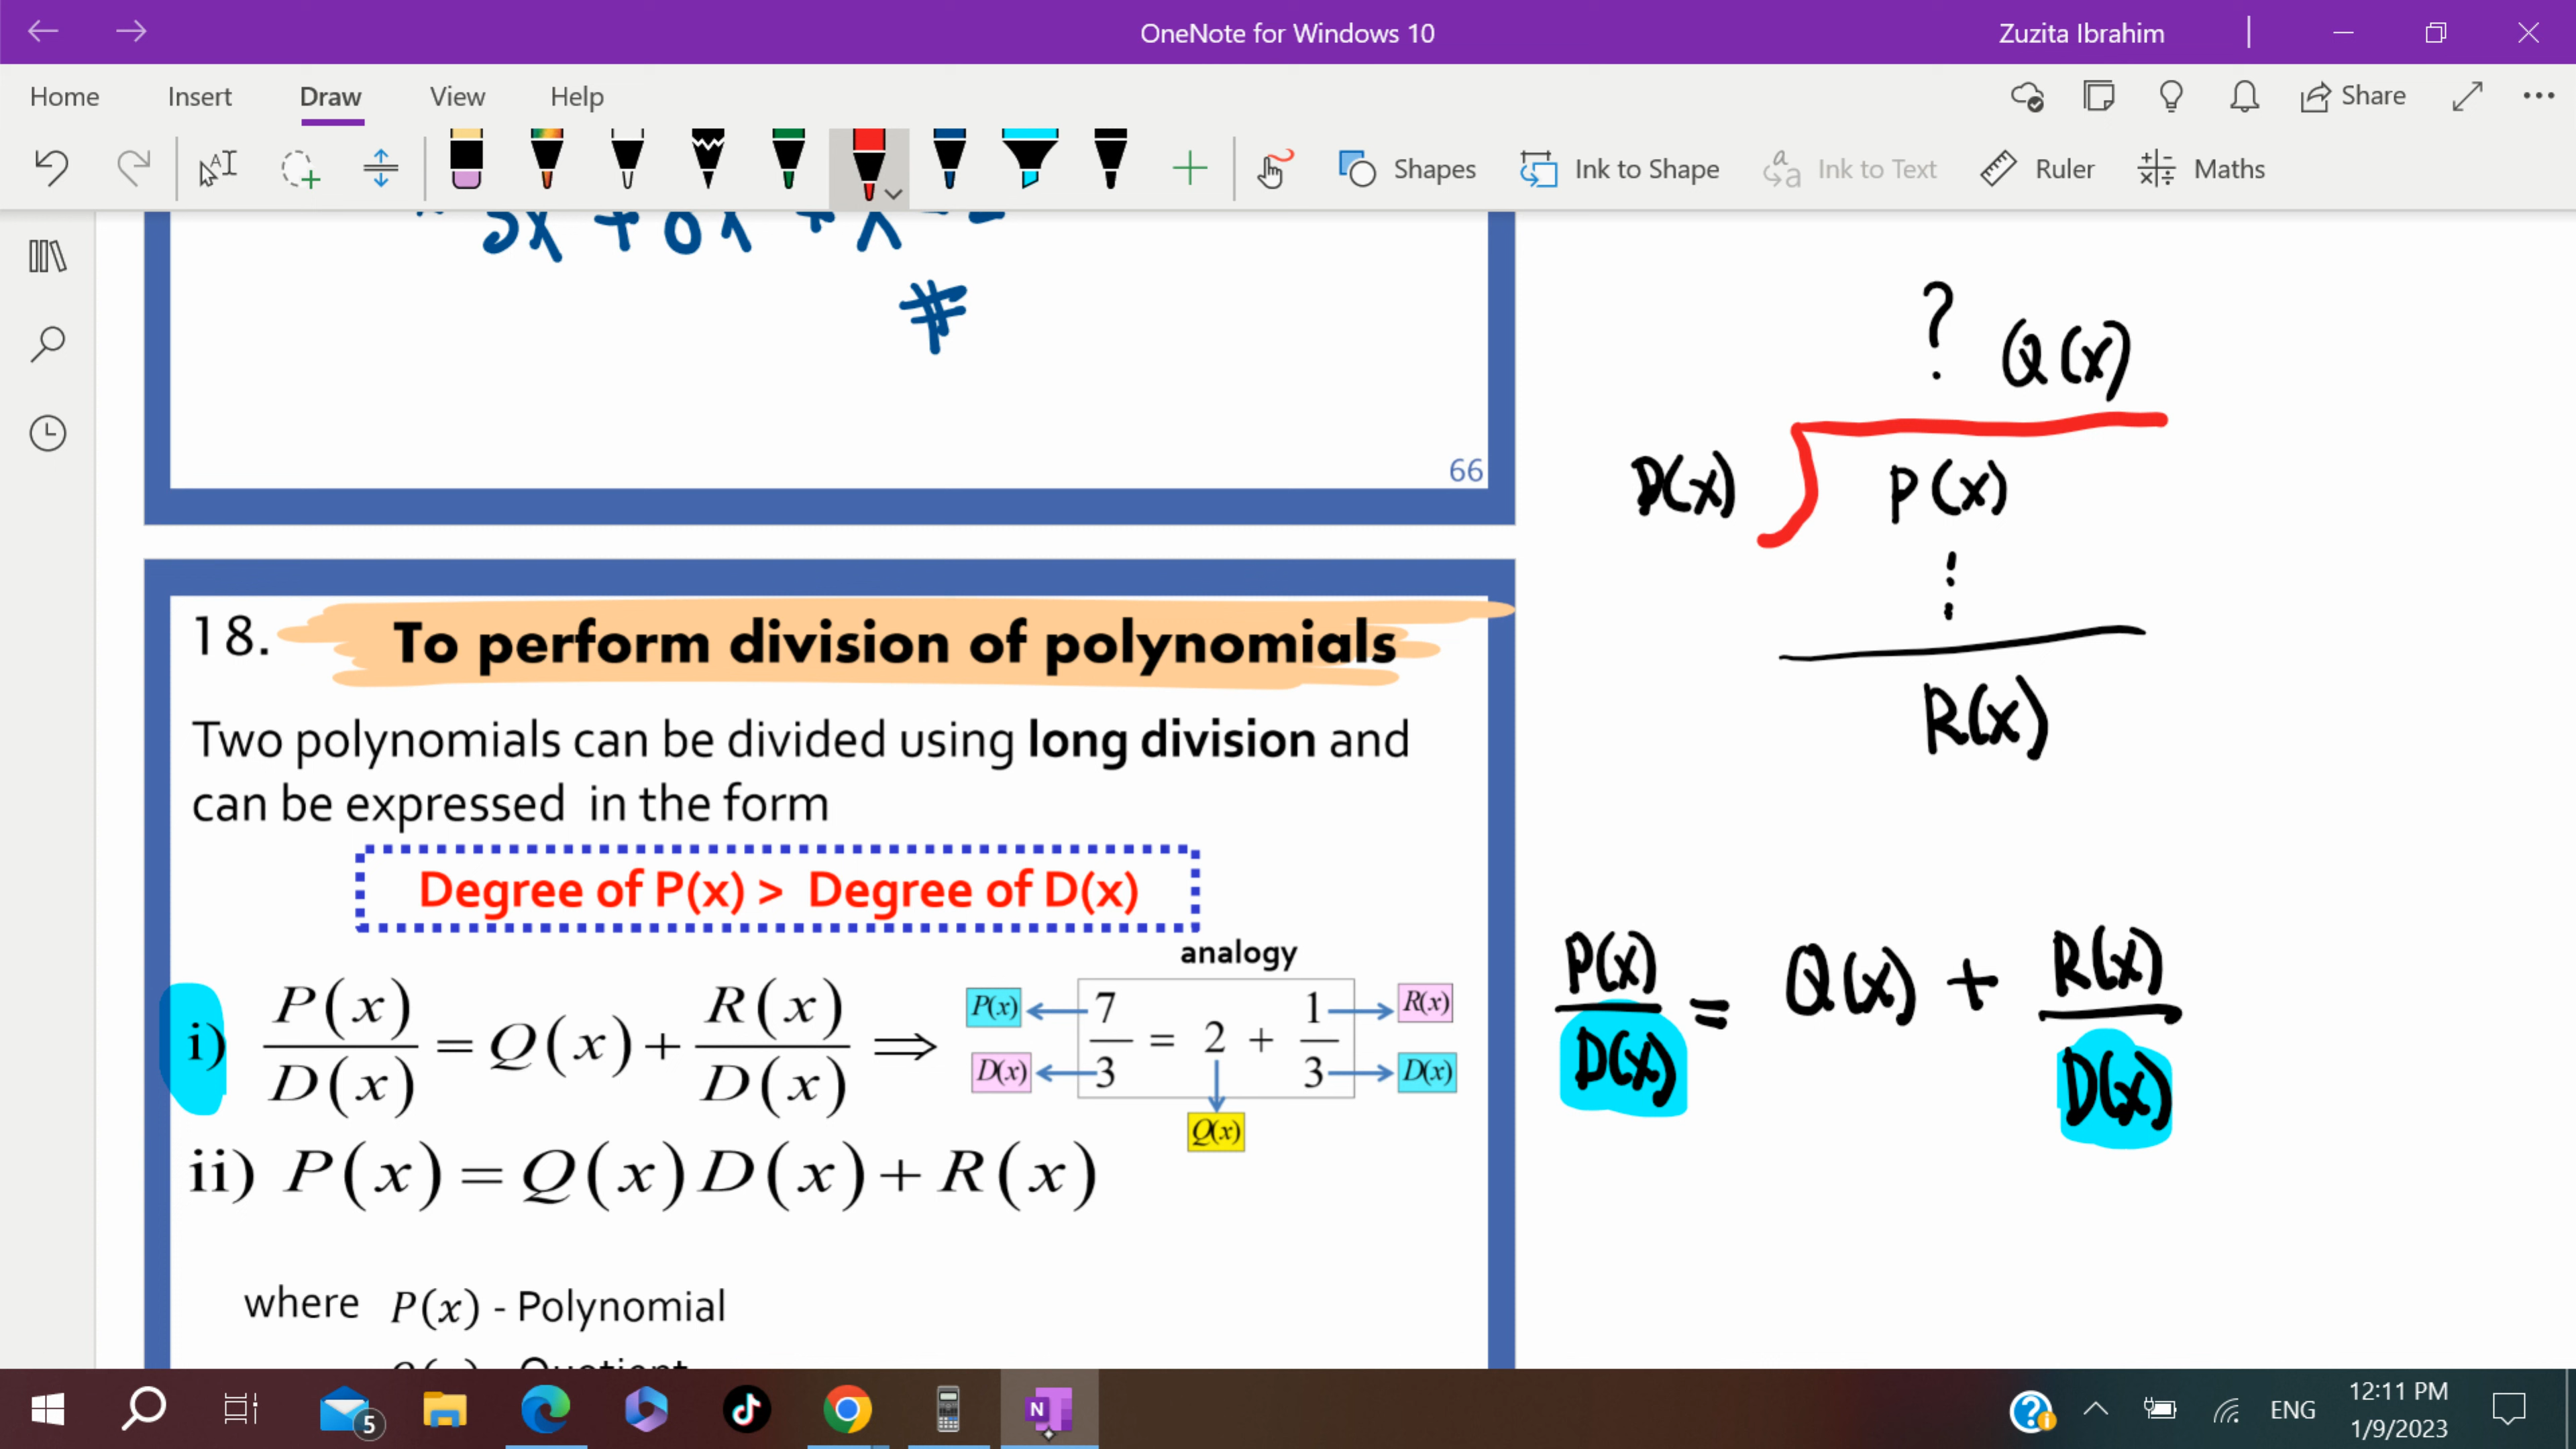 OneNote for Windows 10
Zuzita Ibrahim
Home Insert Draw View Help
Share
Shapes Ink to Shape Ink to Text Ruler Maths
#
66
18. To perform division of polynomials
Two polynomials can be divided using long division and
can be expressed in the form
Degree of P(x) > Degree of D(x)
analogy
i) P(x)/D(x) = Q(x) + R(x)/D(x) ⇒
P(x) ← 7/3 = 2 + 1/3 → R(x)
D(x) → D(x)
Q(x)
ii) P(x) = Q(x) D(x) + R(x)
where P(x) - Polynomial
? Q(x)
D(x) P(x)
R(x)
P(x)/D(x) = Q(x) + R(x)/D(x)
5
ENG
12:11 PM
1/9/2023